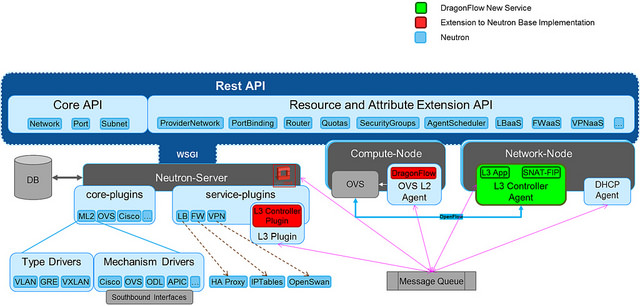 DragonFlow New Service
Extension to Neutron Base Implementation
Neutron
Rest API
Core API
Network Port Subnet
Resource and Attribute Extension API
ProviderNetwork PortBinding Router Quotas SecurityGroups AgentScheduler LBaaS FWaaS VPNaaS ...
WSGI
DB
Neutron-Server
core-plugins
ML2 OVS Cisco ...
service-plugins
LB FW VPN
L3 Controller
Plugin
L3 Plugin
Compute-Node
OVS
DragonFlow
OVS L2
Agent
Network-Node
L3 App SNAT-FIP
L3 Controller
Agent
DHCP
Agent
OpenFlow
Type Drivers
VLAN GRE VXLAN
Mechanism Drivers
Cisco OVS ODL APIC ...
Southbound Interfaces
HA Proxy IPTables OpenSwan
Message Queue